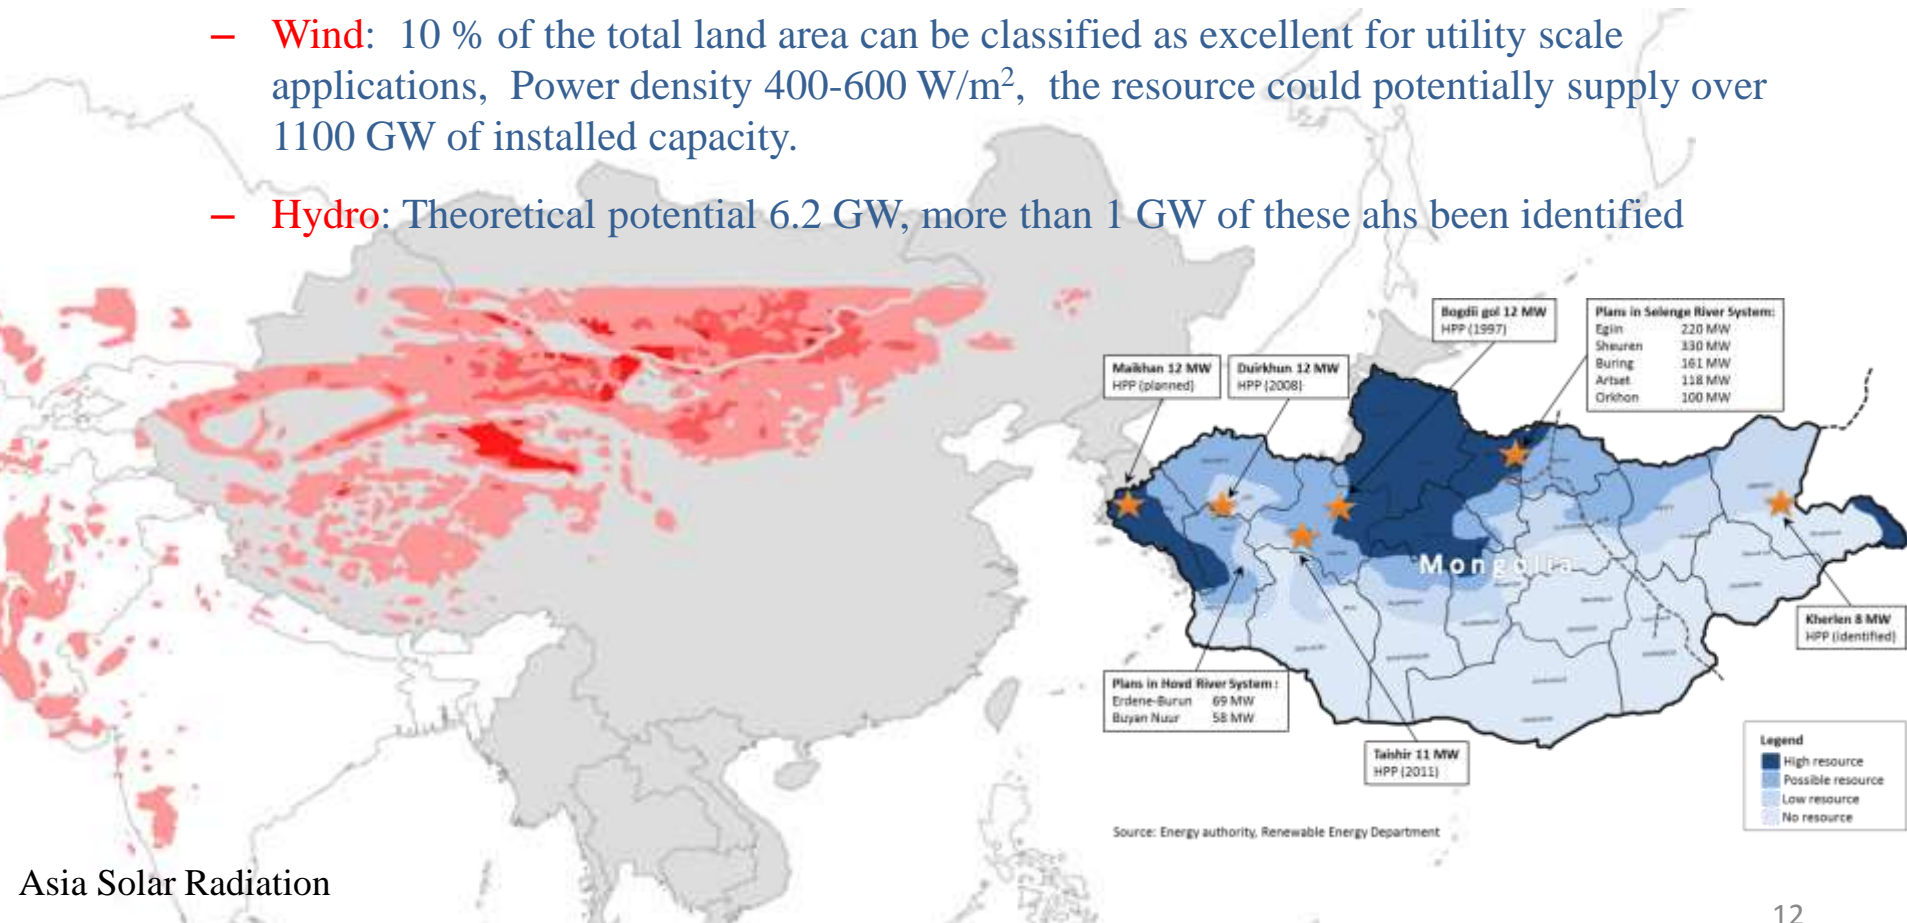 – Wind: 10 % of the total land area can be classified as excellent for utility scale
applications, Power density 400-600 W/m², the resource could potentially supply over
1100 GW of installed capacity.
– Hydro: Theoretical potential 6.2 GW, more than 1 GW of these ahs been identified
Bogdii gol 12 MW
HPP (1997)
Plans in Selenge River System:
Egiin 220 MW
Sheuren 330 MW
Buring 161 MW
Artset 118 MW
Orkhon 100 MW
Maikhan 12 MW
HPP (planned)
Duirkhun 12 MW
HPP (2008)
Mongolia
Kherlen 8 MW
HPP (identified)
Plans in Hovd River System :
Erdene-Burun 69 MW
Buyan Nuur 58 MW
Taishir 11 MW
HPP (2011)
Legend
High resource
Possible resource
Low resource
No resource
Source: Energy authority, Renewable Energy Department
Asia Solar Radiation
12